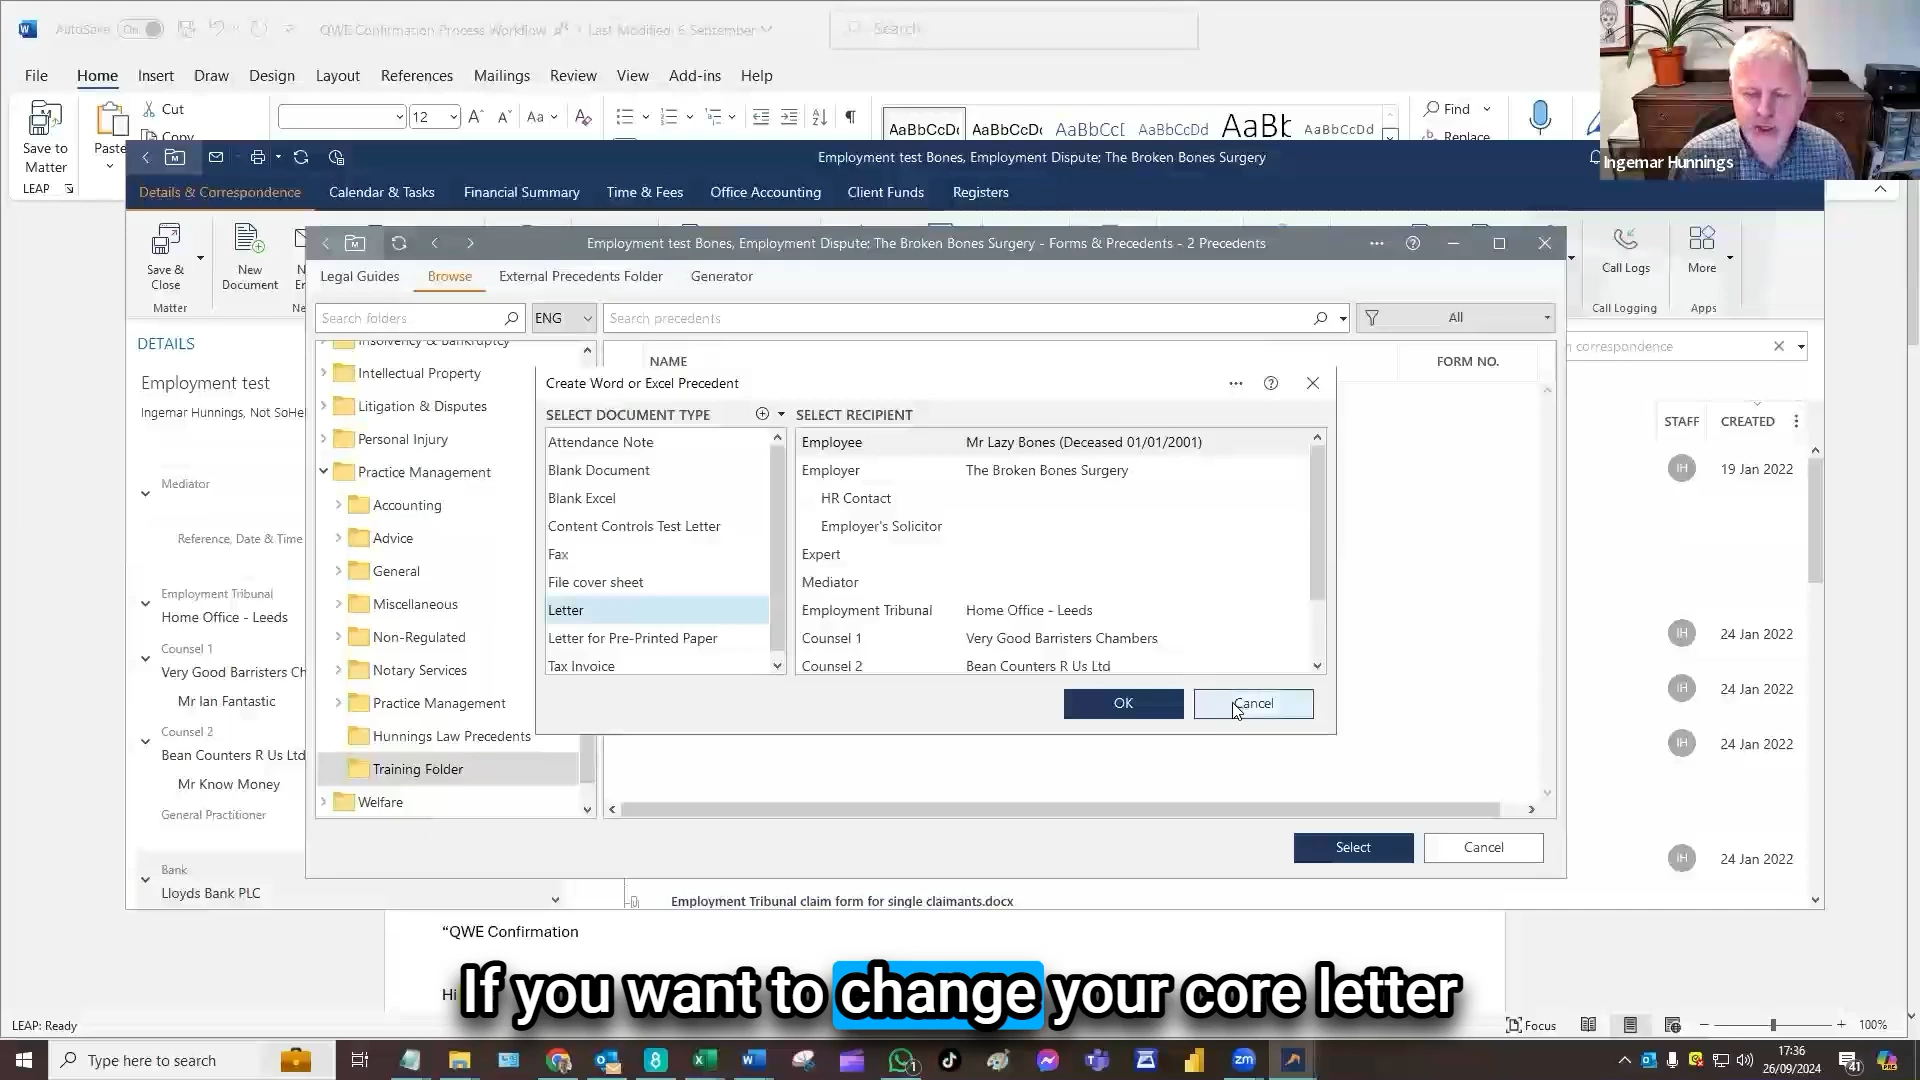 AutoSave On QWE Confirmation Process Workflow • Last Modified: 6 September Search
File Home Insert Draw Design Layout References Mailings Review View Add-ins Help
Save to Matter
LEAP
Paste
Cut
Copy
12
Aa
AaBbCcDc AaBbCcDc AaBbC( AaBbCcDd AaBb AaBbCcDd
Find
Replace
Ingemar Hunnings
Employment test Bones, Employment Dispute; The Broken Bones Surgery
Details & Correspondence Calendar & Tasks Financial Summary Time & Fees Office Accounting Client Funds Registers
Save & Close
Matter
New Document
Call Logs
Call Logging
More
Apps
Employment test Bones, Employment Dispute; The Broken Bones Surgery - Forms & Precedents - 2 Precedents
Legal Guides Browse External Precedents Folder Generator
Search folders ENG Search precedents All
NAME FORM NO.
Insolvency & Bankruptcy
Intellectual Property
Litigation & Disputes
Personal Injury
Practice Management
Accounting
Advice
General
Miscellaneous
Non-Regulated
Notary Services
Practice Management
Hunnings Law Precedents
Training Folder
Welfare
Create Word or Excel Precedent
SELECT DOCUMENT TYPE
Attendance Note
Blank Document
Blank Excel
Content Controls Test Letter
Fax
File cover sheet
Letter
Letter for Pre-Printed Paper
Tax Invoice
SELECT RECIPIENT
Employee Mr Lazy Bones (Deceased 01/01/2001)
Employer The Broken Bones Surgery
HR Contact
Employer's Solicitor
Expert
Mediator
Employment Tribunal Home Office - Leeds
Counsel 1 Very Good Barristers Chambers
Counsel 2 Bean Counters R Us Ltd
OK Cancel
Select Cancel
DETAILS
Employment test
Ingemar Hunnings, Not SoHe
Mediator
Reference, Date & Time
Employment Tribunal
Home Office - Leeds
Counsel 1
Very Good Barristers Ch
Mr Ian Fantastic
Counsel 2
Bean Counters R Us Ltd
Mr Know Money
General Practitioner
Bank
Lloyds Bank PLC
correspondence
STAFF CREATED
IH 19 Jan 2022
IH 24 Jan 2022
IH 24 Jan 2022
IH 24 Jan 2022
IH 24 Jan 2022
Employment Tribunal claim form for single claimants.docx
“QWE Confirmation
Hi
If you want to change your core letter
LEAP: Ready Focus 100%
Type here to search
17:36
26/09/2024
41